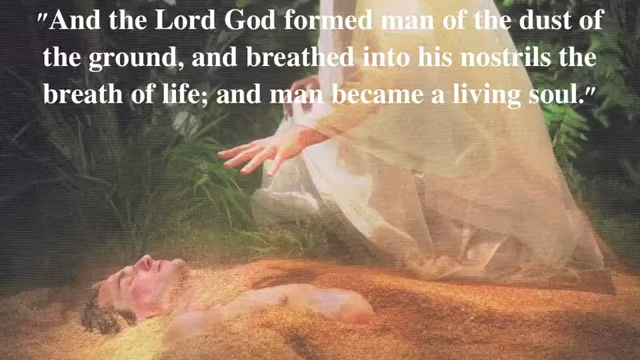 "And the Lord God formed man of the dust of
the ground, and breathed into his nostrils the
breath of life; and man became a living soul."